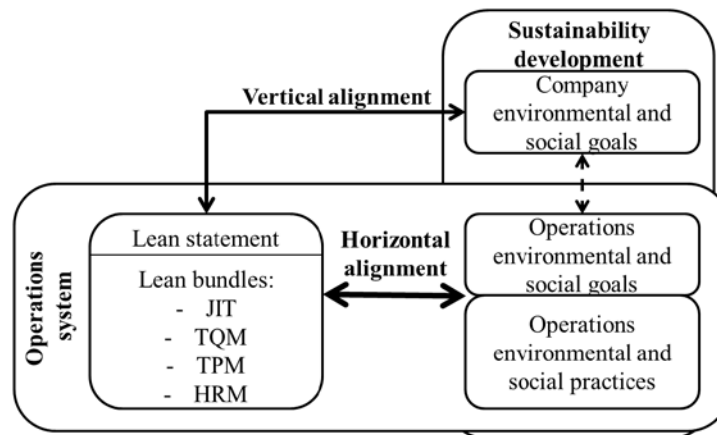 Sustainability
development
Company
environmental and
social goals
Vertical alignment
Operations
system
Lean statement
Lean bundles:
- JIT
- TQM
- TPM
- HRM
Horizontal
alignment
Operations
environmental and
social goals
Operations
environmental and
social practices